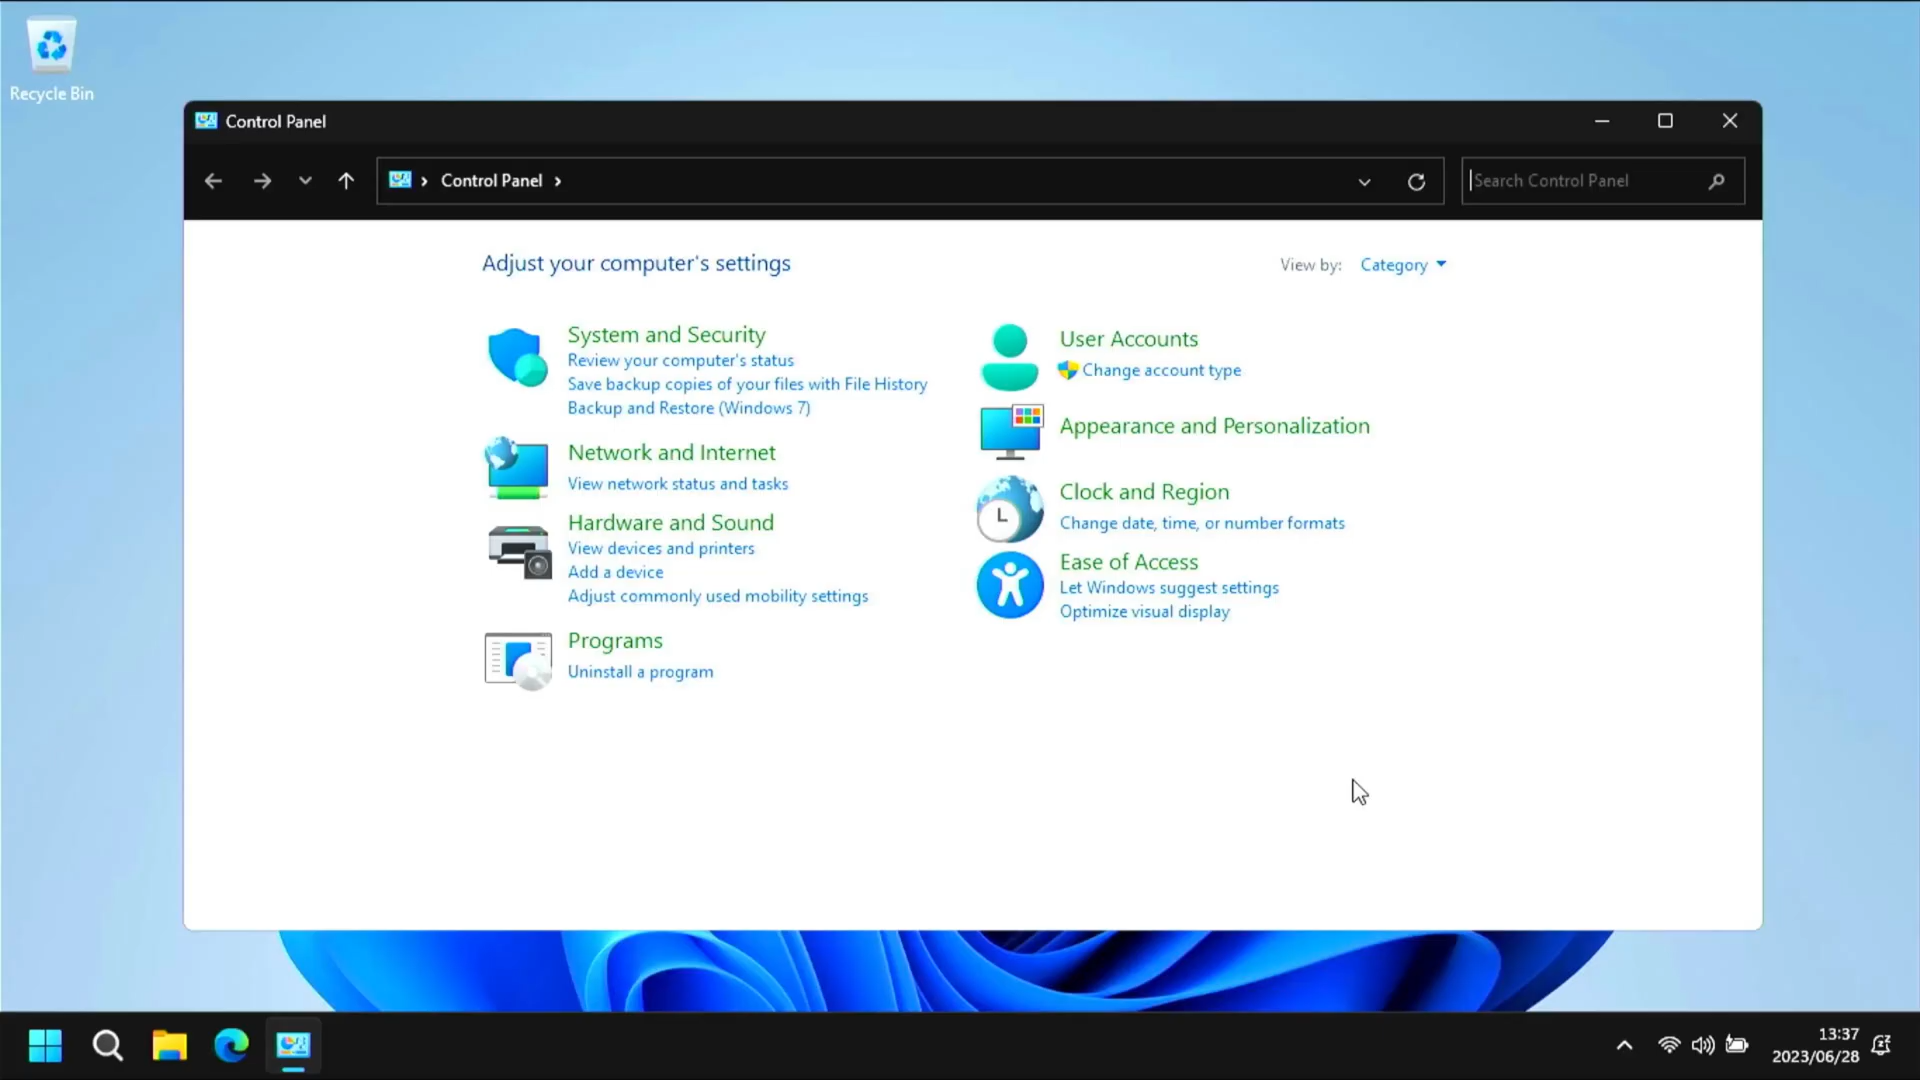 Recycle Bin
Control Panel
Control Panel
Search Control Panel
Adjust your computer's settings
View by: Category
System and Security
Review your computer's status
Save backup copies of your files with File History
Backup and Restore (Windows 7)
Network and Internet
View network status and tasks
Hardware and Sound
View devices and printers
Add a device
Adjust commonly used mobility settings
Programs
Uninstall a program
User Accounts
Change account type
Appearance and Personalization
Clock and Region
Change date, time, or number formats
Ease of Access
Let Windows suggest settings
Optimize visual display
13:37
2023/06/28